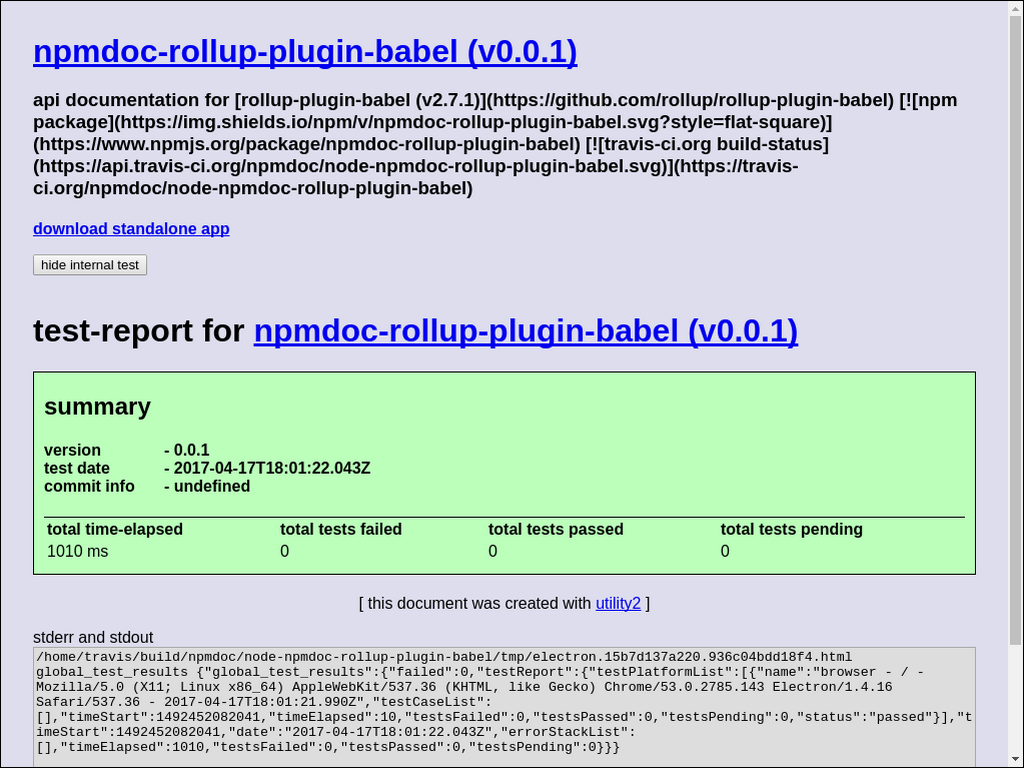 npmdoc-rollup-plugin-babel (v0.0.1)
api documentation for [rollup-plugin-babel (v2.7.1)](https://github.com/rollup/rollup-plugin-babel) [![npm
package](https://img.shields.io/npm/v/npmdoc-rollup-plugin-babel.svg?style=flat-square)]
(https://www.npmjs.org/package/npmdoc-rollup-plugin-babel) [![travis-ci.org build-status]
(https://api.travis-ci.org/npmdoc/node-npmdoc-rollup-plugin-babel.svg)](https://travis-
ci.org/npmdoc/node-npmdoc-rollup-plugin-babel)
download standalone app
hide internal test
test-report for npmdoc-rollup-plugin-babel (v0.0.1)
summary
version - 0.0.1
test date - 2017-04-17T18:01:22.043Z
commit info - undefined
total time-elapsed total tests failed total tests passed total tests pending
1010 ms 0 0 0
[ this document was created with utility2 ]
stderr and stdout
/home/travis/build/npmdoc/node-npmdoc-rollup-plugin-babel/tmp/electron.15b7d137a220.936c04bdd18f4.html
global_test_results {"global_test_results":{"failed":0,"testReport":{"testPlatformList":[{"name":"browser - / -
Mozilla/5.0 (X11; Linux x86_64) AppleWebKit/537.36 (KHTML, like Gecko) Chrome/53.0.2785.143 Electron/1.4.16
Safari/537.36 - 2017-04-17T18:01:21.990Z","testCaseList":
[],"timeStart":1492452082041,"timeElapsed":10,"testsFailed":0,"testsPassed":0,"testsPending":0,"status":"passed"}],"t
imeStart":1492452082041,"date":"2017-04-17T18:01:22.043Z","errorStackList":
[],"timeElapsed":1010,"testsFailed":0,"testsPassed":0,"testsPending":0}}}